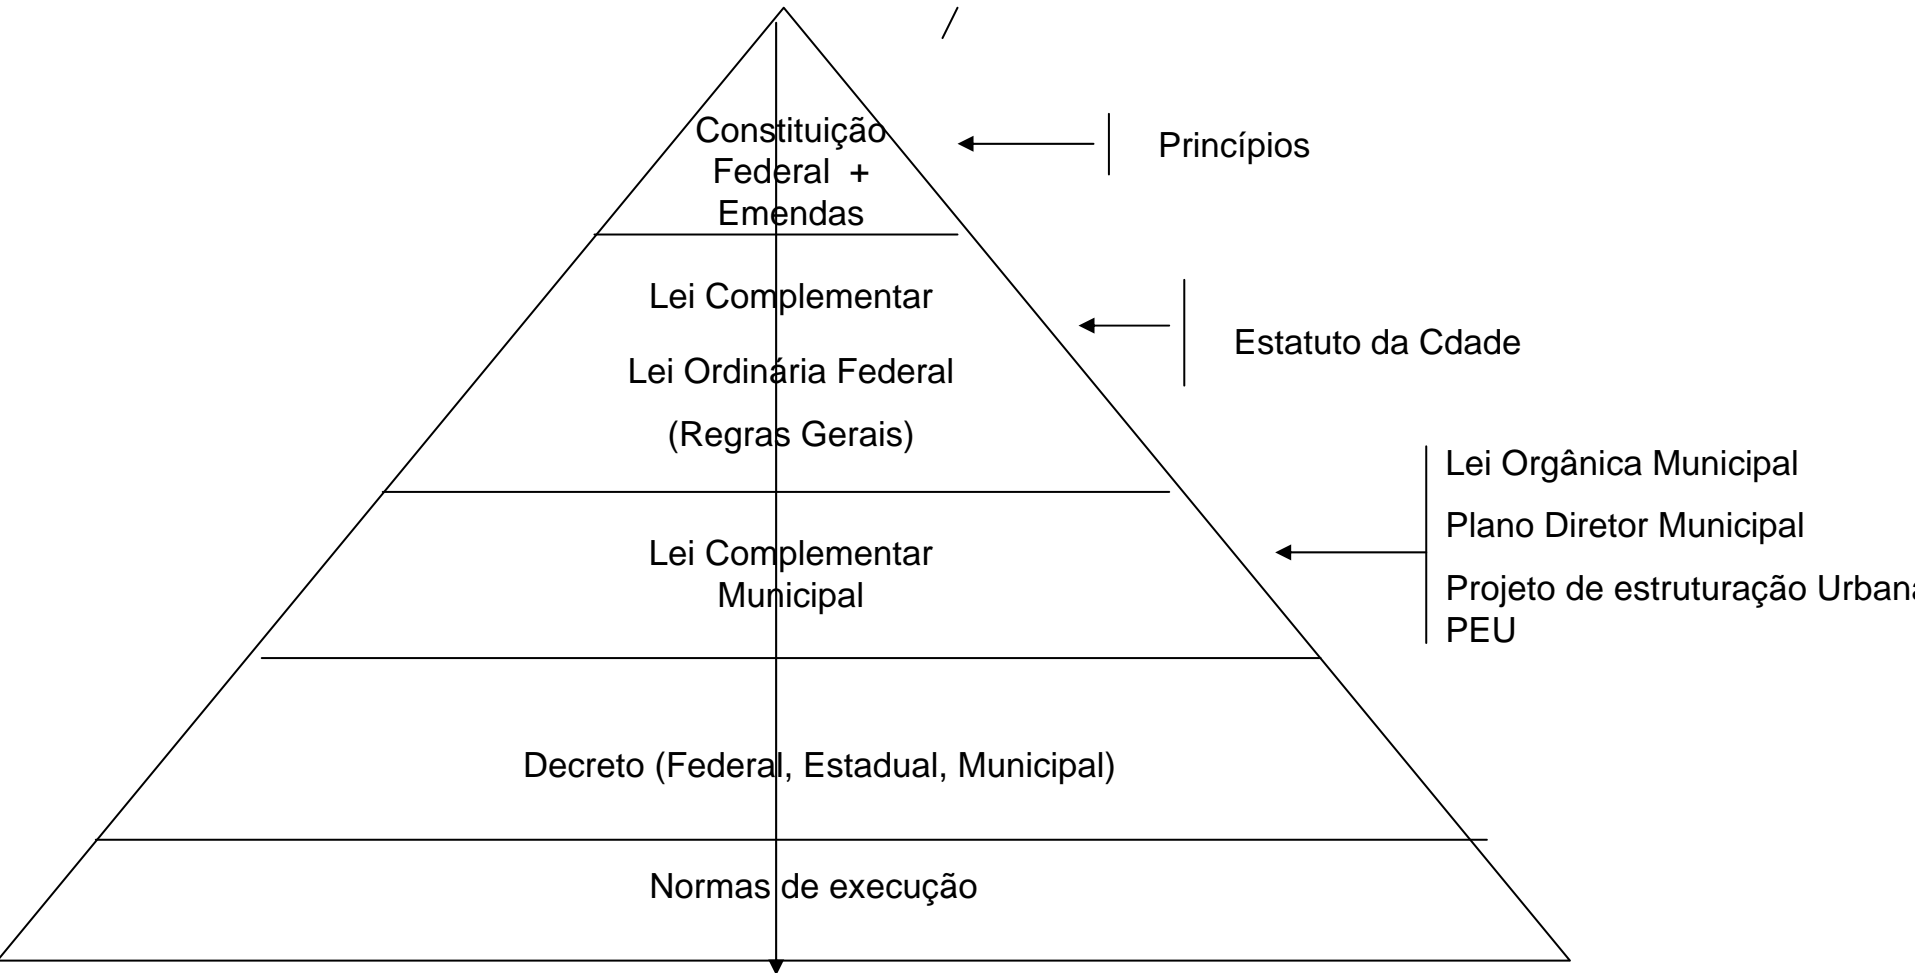 Constituição
Federal +
Emendas
Princípios
Lei Complementar
Lei Ordinária Federal
(Regras Gerais)
Estatuto da Cdade
Lei Complementar
Municipal
Lei Orgânica Municipal
Plano Diretor Municipal
Projeto de estruturação Urbana
PEU
Decreto (Federal, Estadual, Municipal)
Normas de execução